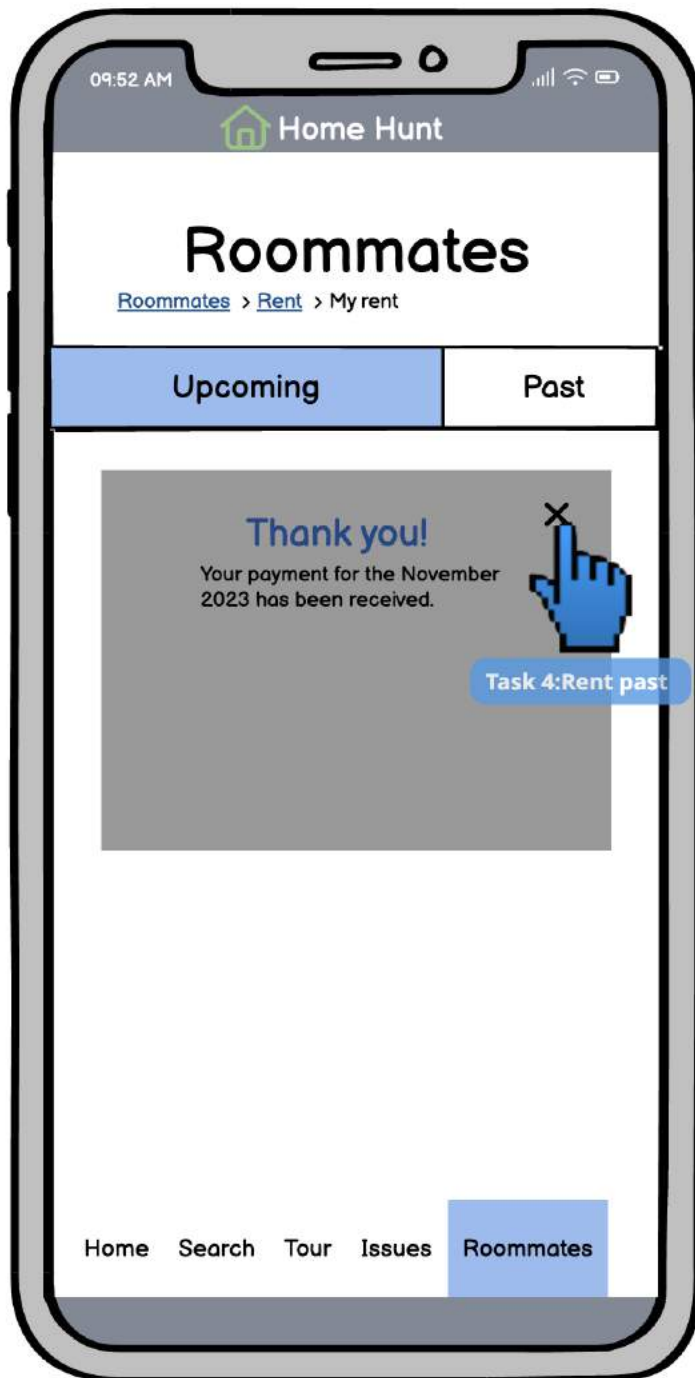 09:52 AM
Home Hunt
Roommates
Roommates > Rent > My rent
Upcoming Past
Thank you!
Your payment for the November
2023 has been received.
Task 4:Rent past
Home Search Tour Issues Roommates